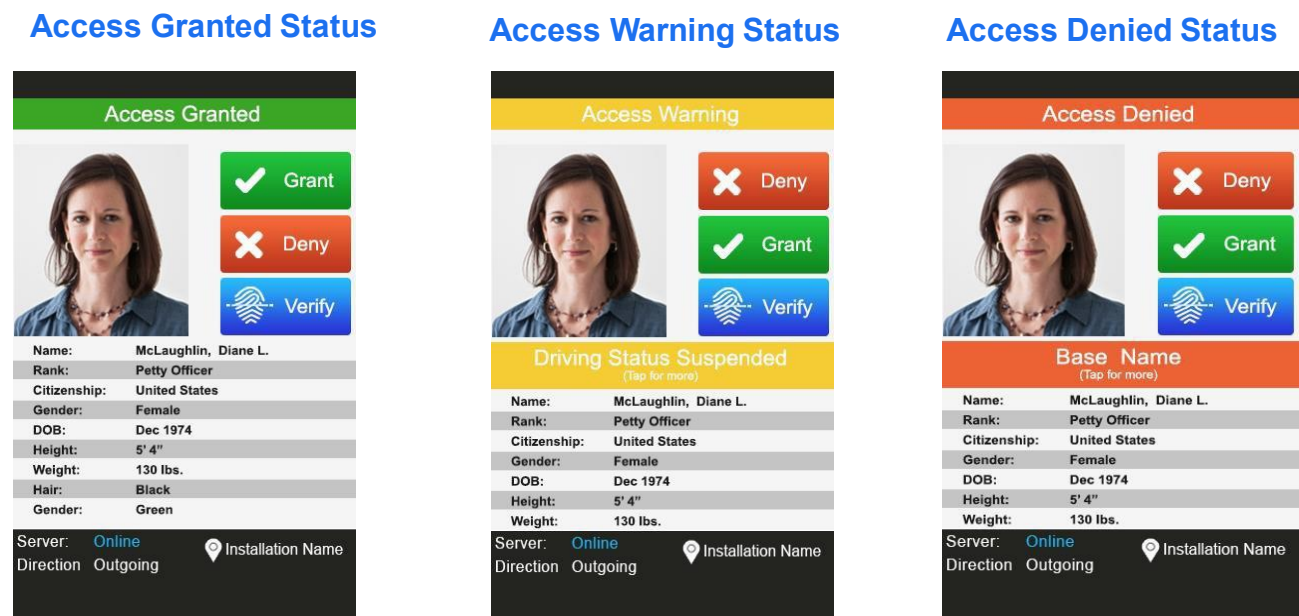 Access Granted Status
Access Warning Status
Access Denied Status
Access Granted
Grant
Deny
Verify
Name: McLaughlin, Diane L.
Rank: Petty Officer
Citizenship: United States
Gender: Female
DOB: Dec 1974
Height: 5' 4”
Weight: 130 lbs.
Hair: Black
Gender: Green
Server: Online
Direction Outgoing
Installation Name
Access Warning
Deny
Grant
Verify
Driving Status Suspended
(Tap for more)
Name: McLaughlin, Diane L.
Rank: Petty Officer
Citizenship: United States
Gender: Female
DOB: Dec 1974
Height: 5' 4”
Weight: 130 lbs.
Server: Online
Direction Outgoing
Installation Name
Access Denied
Deny
Grant
Verify
Base Name
(Tap for more)
Name: McLaughlin, Diane L.
Rank: Petty Officer
Citizenship: United States
Gender: Female
DOB: Dec 1974
Height: 5' 4”
Weight: 130 lbs.
Server: Online
Direction Outgoing
Installation Name